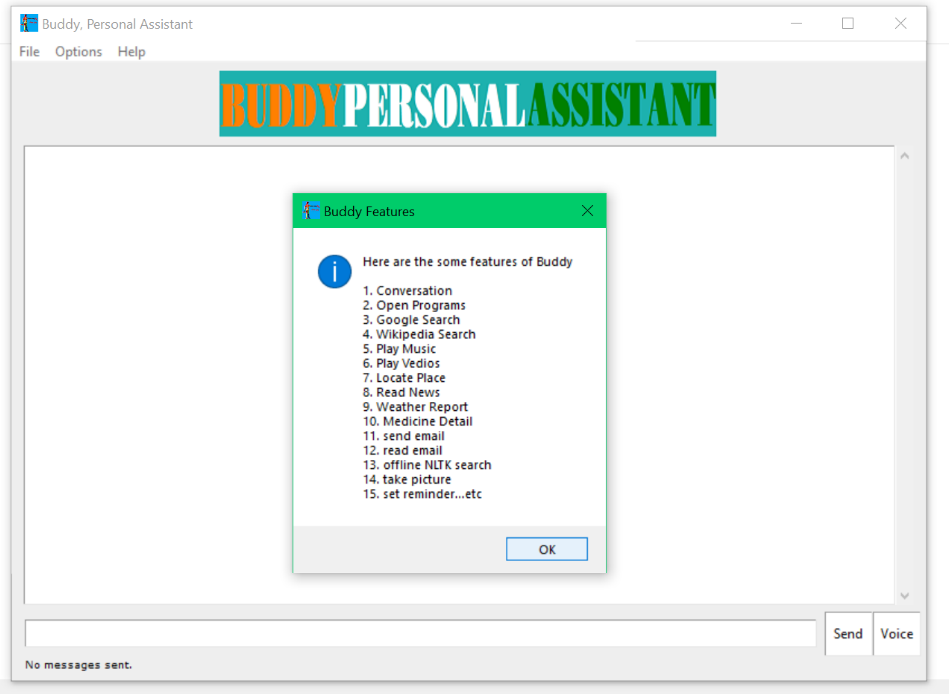 Buddy, Personal Assistant
File Options Help
BUDDYPERSONALASSISTANT
Buddy Features
Here are the some features of Buddy
1. Conversation
2. Open Programs
3. Google Search
4. Wikipedia Search
5. Play Music
6. Play Vedios
7. Locate Place
8. Read News
9. Weather Report
10. Medicine Detail
11. send email
12. read email
13. offline NLTK search
14. take picture
15. set reminder...etc
OK
Send Voice
No messages sent.